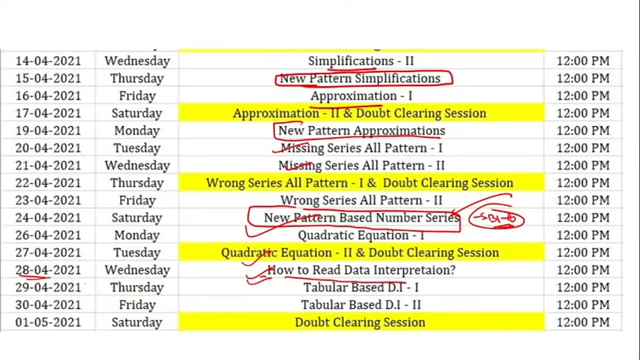 14-04-2021 Wednesday Simplifications - II 12:00 PM
15-04-2021 Thursday New Pattern Simplifications 12:00 PM
16-04-2021 Friday Approximation - I 12:00 PM
17-04-2021 Saturday Approximation - II & Doubt Clearing Session 12:00 PM
19-04-2021 Monday New Pattern Approximations 12:00 PM
20-04-2021 Tuesday Missing Series All Pattern - I 12:00 PM
21-04-2021 Wednesday Missing Series All Pattern - II 12:00 PM
22-04-2021 Thursday Wrong Series All Pattern - I & Doubt Clearing Session 12:00 PM
23-04-2021 Friday Wrong Series All Pattern - II 12:00 PM
24-04-2021 Saturday New Pattern Based Number Series 12:00 PM
26-04-2021 Monday Quadratic Equation - I 12:00 PM
27-04-2021 Tuesday Quadratic Equation - II & Doubt Clearing Session 12:00 PM
28-04-2021 Wednesday How to Read Data Interpretaion? 12:00 PM
29-04-2021 Thursday Tabular Based D.I - I 12:00 PM
30-04-2021 Friday Tabular Based D.I - II 12:00 PM
01-05-2021 Saturday Doubt Clearing Session 12:00 PM